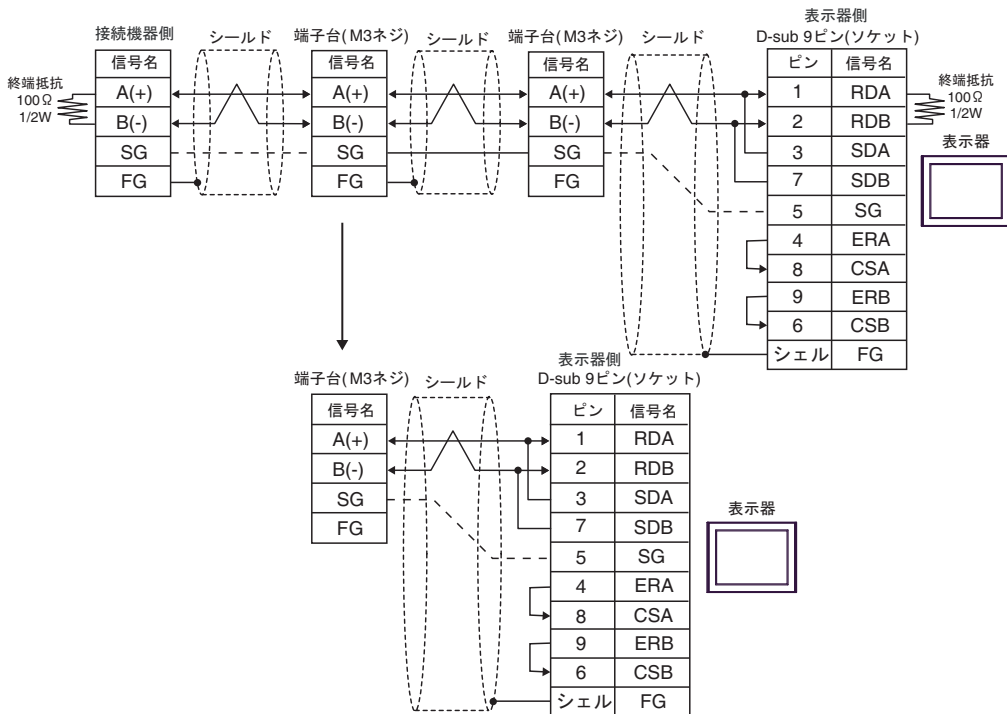 接続機器側
シールド
端子台(M3ネジ)
シールド
端子台(M3ネジ)
シールド
表示器側
D-sub 9ピン(ソケット)
終端抵抗
100Ω
1/2W
信号名
A(+)
B(-)
SG
FG
信号名
A(+)
B(-)
SG
FG
信号名
A(+)
B(-)
SG
FG
ピン 信号名
1 RDA
2 RDB
3 SDA
7 SDB
5 SG
4 ERA
8 CSA
9 ERB
6 CSB
シェル FG
終端抵抗
100Ω
1/2W
表示器
端子台(M3ネジ)
シールド
表示器側
D-sub 9ピン(ソケット)
信号名
A(+)
B(-)
SG
FG
ピン 信号名
1 RDA
2 RDB
3 SDA
7 SDB
5 SG
4 ERA
8 CSA
9 ERB
6 CSB
シェル FG
表示器